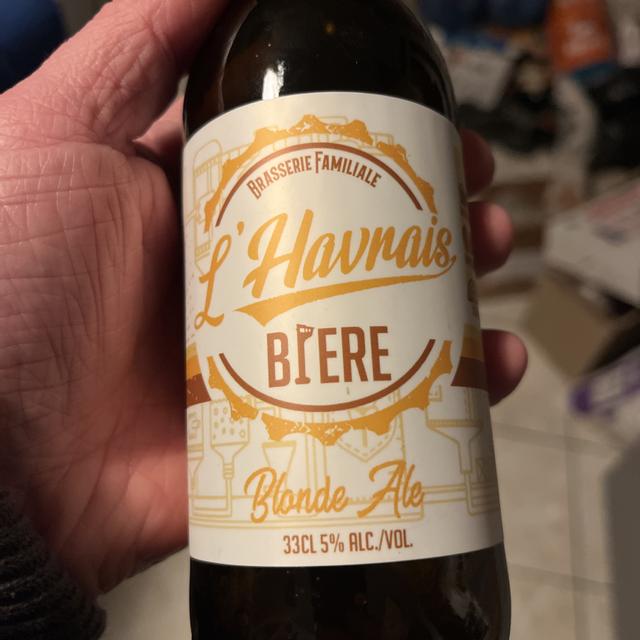 BRASSERIE FAMILIALE
L'Havrais
BIERE
Blonde Ale
33CL 5% ALC./VOL.